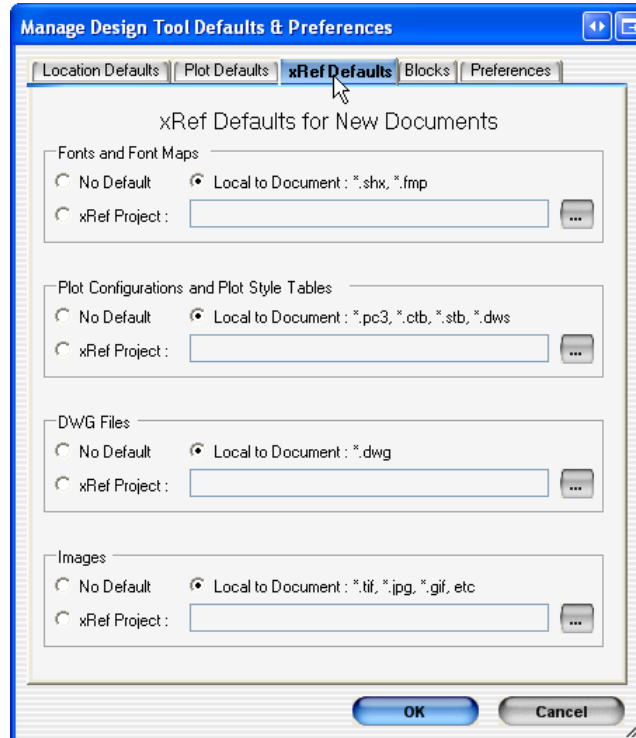 Manage Design Tool Defaults & Preferences
Location Defaults Plot Defaults xRef Defaults Blocks Preferences
xRef Defaults for New Documents
Fonts and Font Maps
No Default Local to Document : *.shx, *.fmp
xRef Project : ...
Plot Configurations and Plot Style Tables
No Default Local to Document : *.pc3, *.ctb, *.stb, *.dws
xRef Project : ...
DWG Files
No Default Local to Document : *.dwg
xRef Project : ...
Images
No Default Local to Document : *.tif, *.jpg, *.gif, etc
xRef Project : ...
OK Cancel